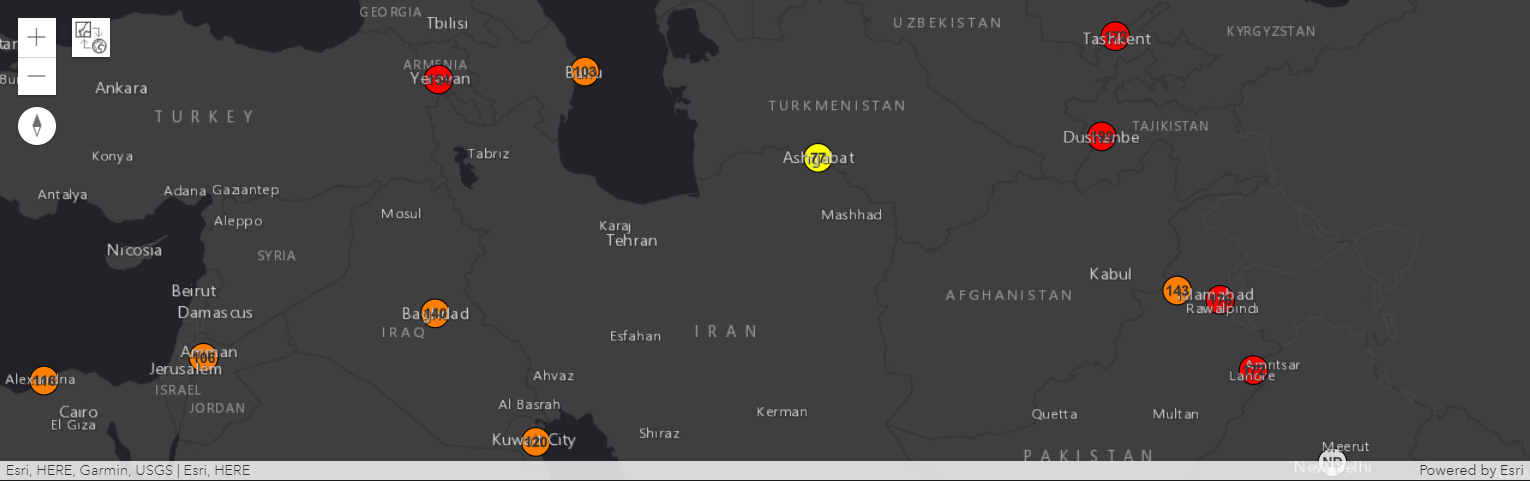 GEORGIA
Tbilisi
UZBEKISTAN
Tashkent
KYRGYZSTAN
ARMENIA
Yerevan
Baku
103
Ankara
TURKEY
TURKMENISTAN
Dushanbe
TAJIKISTAN
Konya
Tabriz
Ashgabat
77
Antalya
Adana
Gaziantep
Mosul
Mashhad
Aleppo
Karaj
Tehran
Nicosia
SYRIA
Kabul
Beirut
AFGHANISTAN
143
Islamabad
Rawalpindi
Damascus
Baghdad
140
IRAQ
Esfahan
IRAN
Amman
106
Jerusalem
Alexandria
116
ISRAEL
Ahvaz
Amritsar
Lahore
JORDAN
Al Basrah
Cairo
El Giza
Kerman
Quetta
Multan
Kuwait City
120
Shiraz
Meerut
PAKISTAN
New Delhi
Esri, HERE, Garmin, USGS | Esri, HERE
Powered by Esri